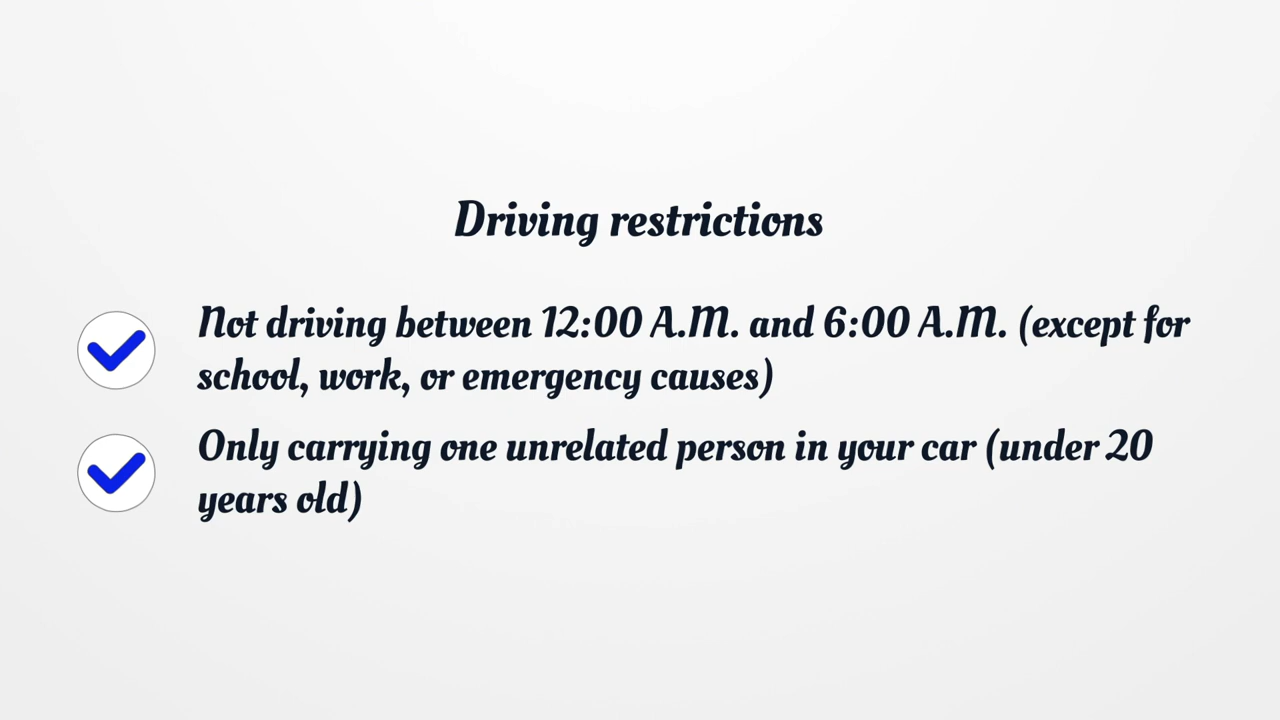 Driving restrictions
Not driving between 12:00 A.M. and 6:00 A.M. (except for
school, work, or emergency causes)
Only carrying one unrelated person in your car (under 20
years old)